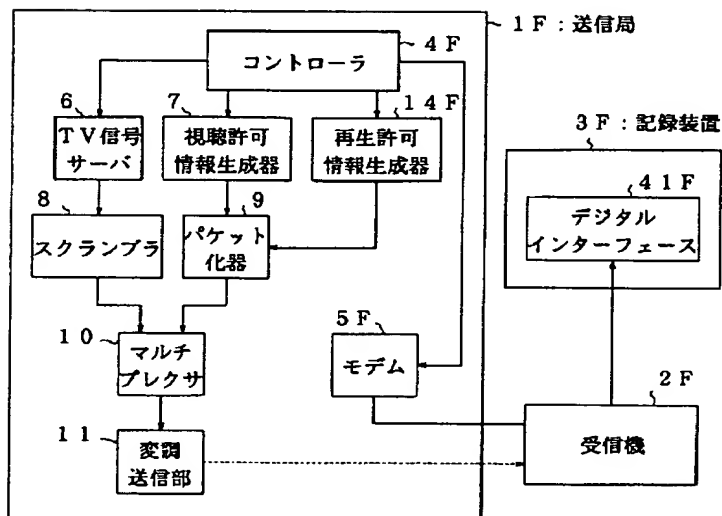 1F:送信局
4F
コントローラ
6
7
14F
TV信号
サーバ
視聴許可
情報生成器
再生許可
情報生成器
3F:記録装置
41F
デジタル
インターフェース
8
スクランブラ
9
パケット
化器
10
マルチ
プレクサ
5F
モデム
2F
受信機
11
変調
送信部